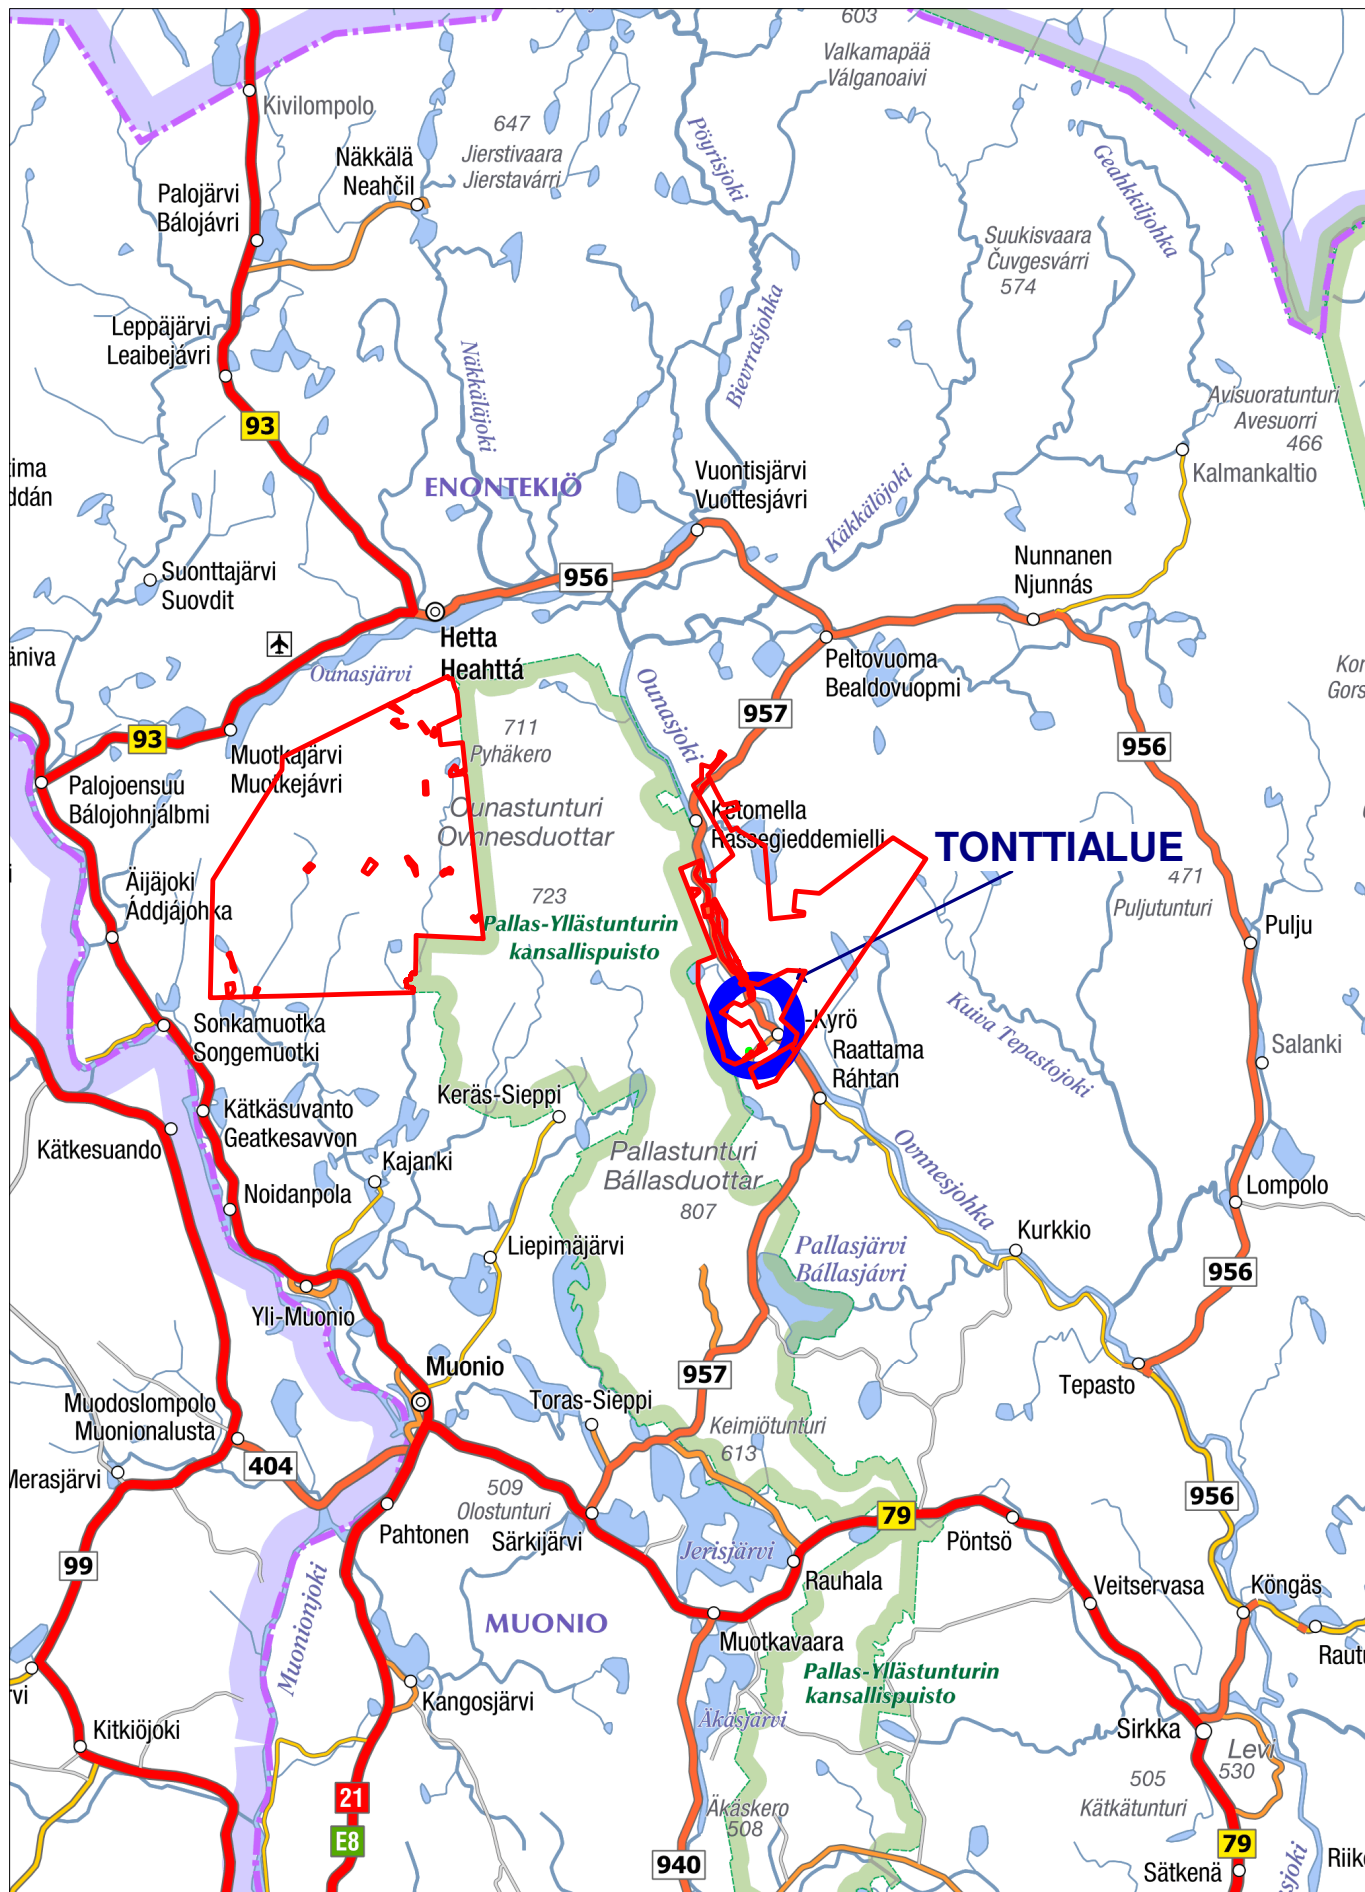 603
Valkamapää
Válganoaivi
Kivilompolo
647
Jierstivaara
Jierstavárri
Näkkälä
Neahčil
Pöyrisjoki
Geahkkiljohka
Palojärvi
Bálojávri
Suukisvaara
Čuvgesvárri
574
Leppäjärvi
Leaibejávri
Näkkäläjoki
Bievrrašjohka
Avisuoratunturi
Avesuorri
466
93
Kalmankaltio
ENONTEKIÖ
Vuontisjärvi
Vuottesjávri
Käkkälöjoki
Suonttajärvi
Suovdit
956
Nunnanen
Njunnás
Hetta
Heahttá
Ounasjärvi
Peltovuoma
Bealdovuopmi
Ounasjoki
957
93
Muotkajärvi
Muotkejávri
711
Pyhäkero
956
Palojoensuu
Bálojohnjálbmi
Ounastunturi
Ovnnesduottar
Ketomella
Rássegieddemielli
TONTTIALUE
471
Puljutunturi
Äijäjoki
Áddjájohka
723
Pallas-Yllästunturin
kansallispuisto
Pulju
Sonkamuotka
Soŋgemuotki
-Kyrö
Raattama
Ráhtan
Kuiva Tepastojoki
Salanki
Keräs-Sieppi
Kätkäsuvanto
Geatkesavvon
Kätkesuando
Kajanki
Pallastunturi
Bállasduottar
807
Ovnnesjohka
Noidanpola
Lompolo
Liepimäjärvi
Pallasjärvi
Bállasjávri
Kurkkio
956
Yli-Muonio
Muonio
957
Tepasto
Muodoslompolo
Muonionalusta
Toras-Sieppi
Keimiötunturi
613
404
Merasjärvi
509
Olostunturi
956
Pahtonen
Särkijärvi
79
Pöntsö
Jerisjärvi
99
Rauhala
Veitservasa
Köngäs
Muonionjoki
MUONIO
Muotkavaara
Pallas-Yllästunturin
kansallispuisto
Kangosjärvi
Äkäsjärvi
Kitkiöjoki
Sirkka
Levi
530
505
Kätkätunturi
21
E8
Äkäskero
508
79
940
Sätkenä